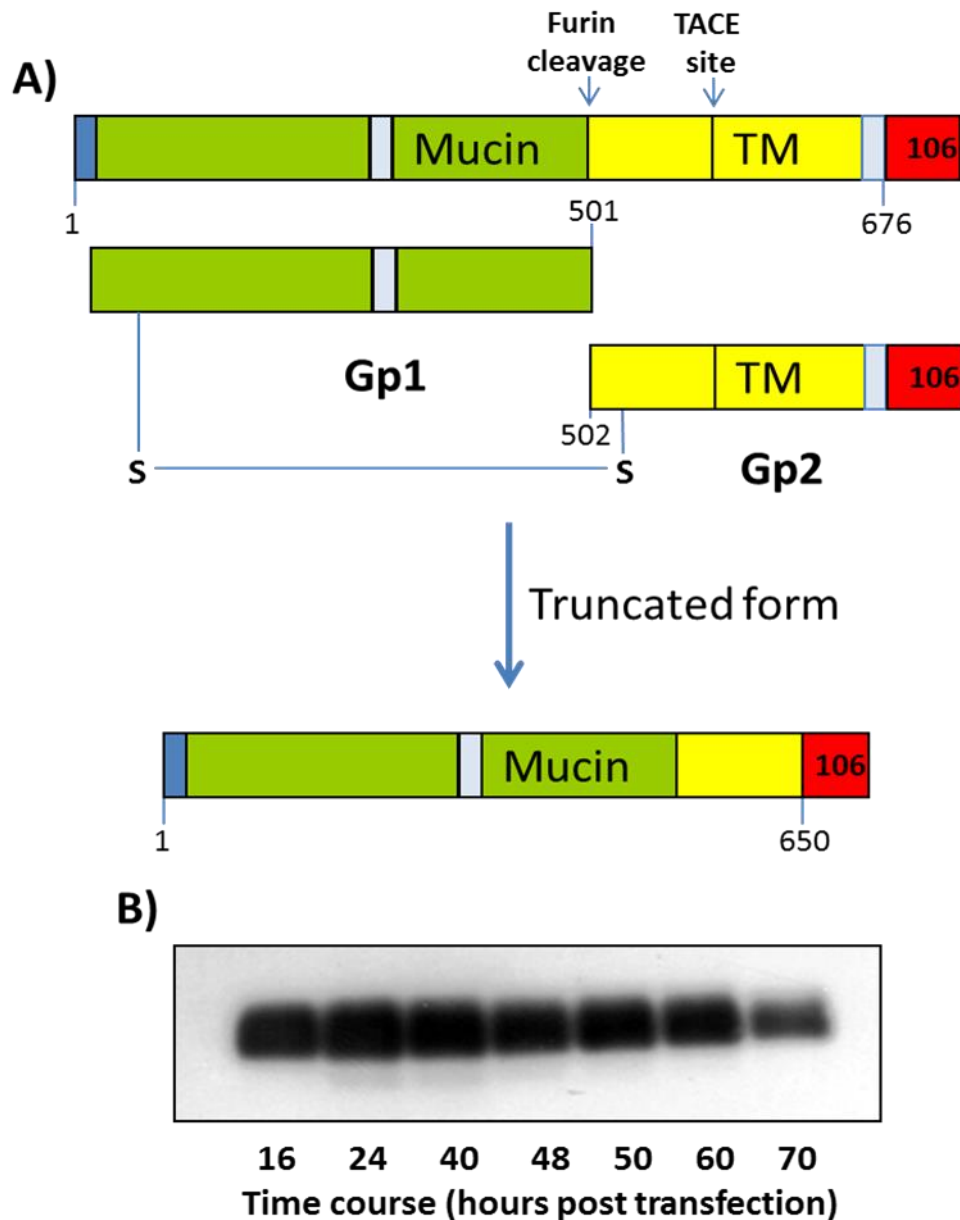 A)
Furin cleavage
TACE site
Mucin
TM
106
1
501
676
Gp1
TM
106
502
S
S
Gp2
Truncated form
Mucin
106
1
650
B)
16 24 40 48 50 60 70
Time course (hours post transfection)